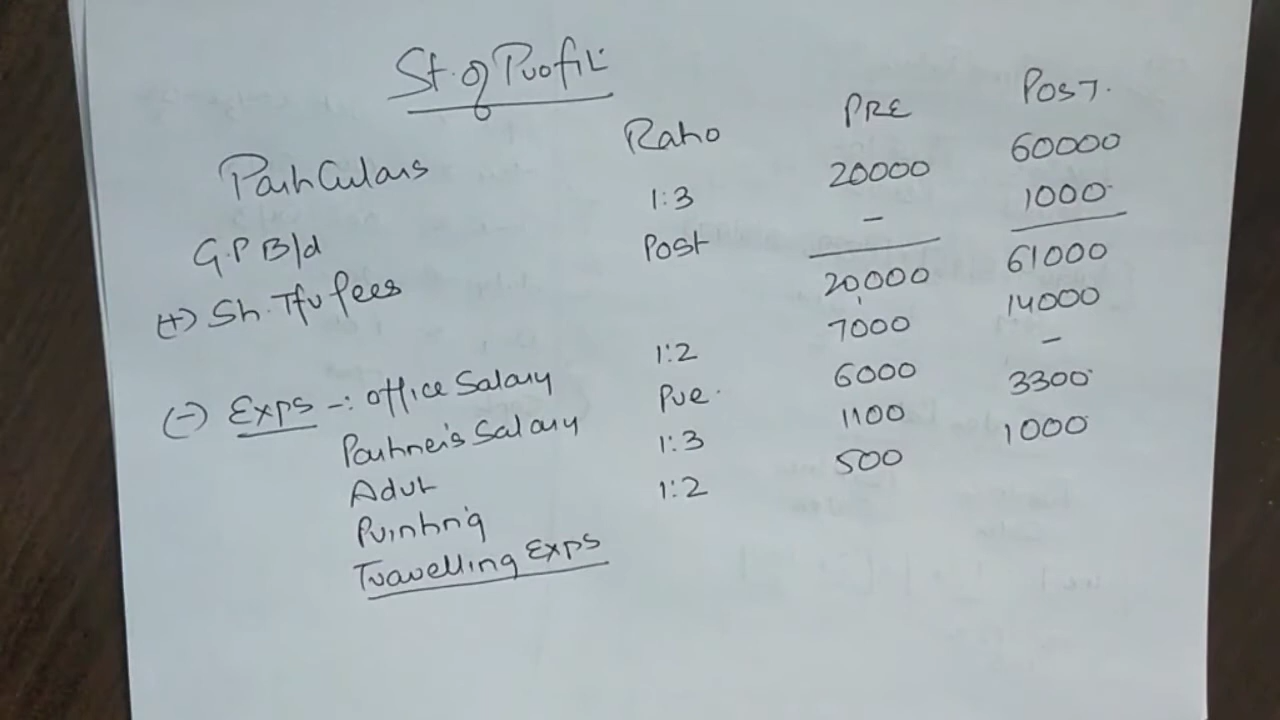 St. of Profit
Particulars Ratio PRE POST.
G.P B/d 1:3 20000 60000
(+) Sh. Tfr fees Post - 1000
20,000 61000
(-) Exps -: office Salary 1:2 7000 14000
Partner's Salary Pre. 6000 -
Advt 1:3 1100 3300
Printing 1:2 500 1000
Travelling Exps